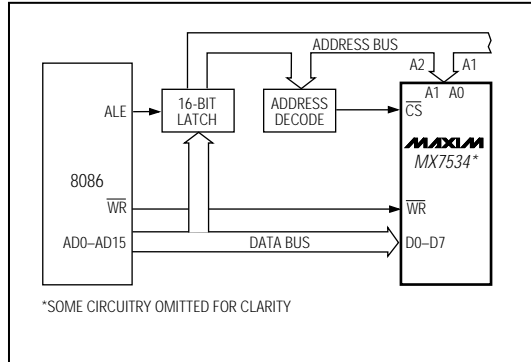 ADDRESS BUS
A2 A1
A1 A0
ALE
16-BIT
LATCH
ADDRESS
DECODE
CS
MAXIM
MX7534*
8086
WR
WR
AD0–AD15
DATA BUS
D0–D7
*SOME CIRCUITRY OMITTED FOR CLARITY